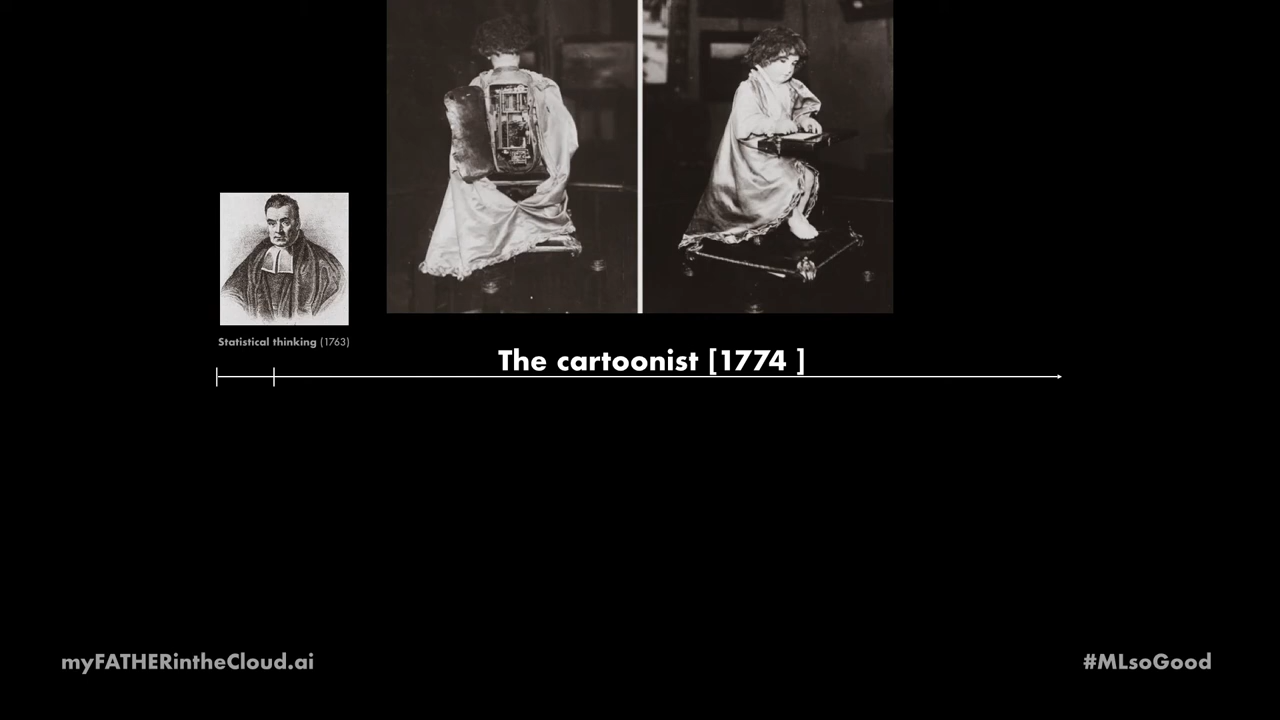 Statistical thinking (1763)
The cartoonist [1774 ]
myFATHERintheCloud.ai
#MLsoGood